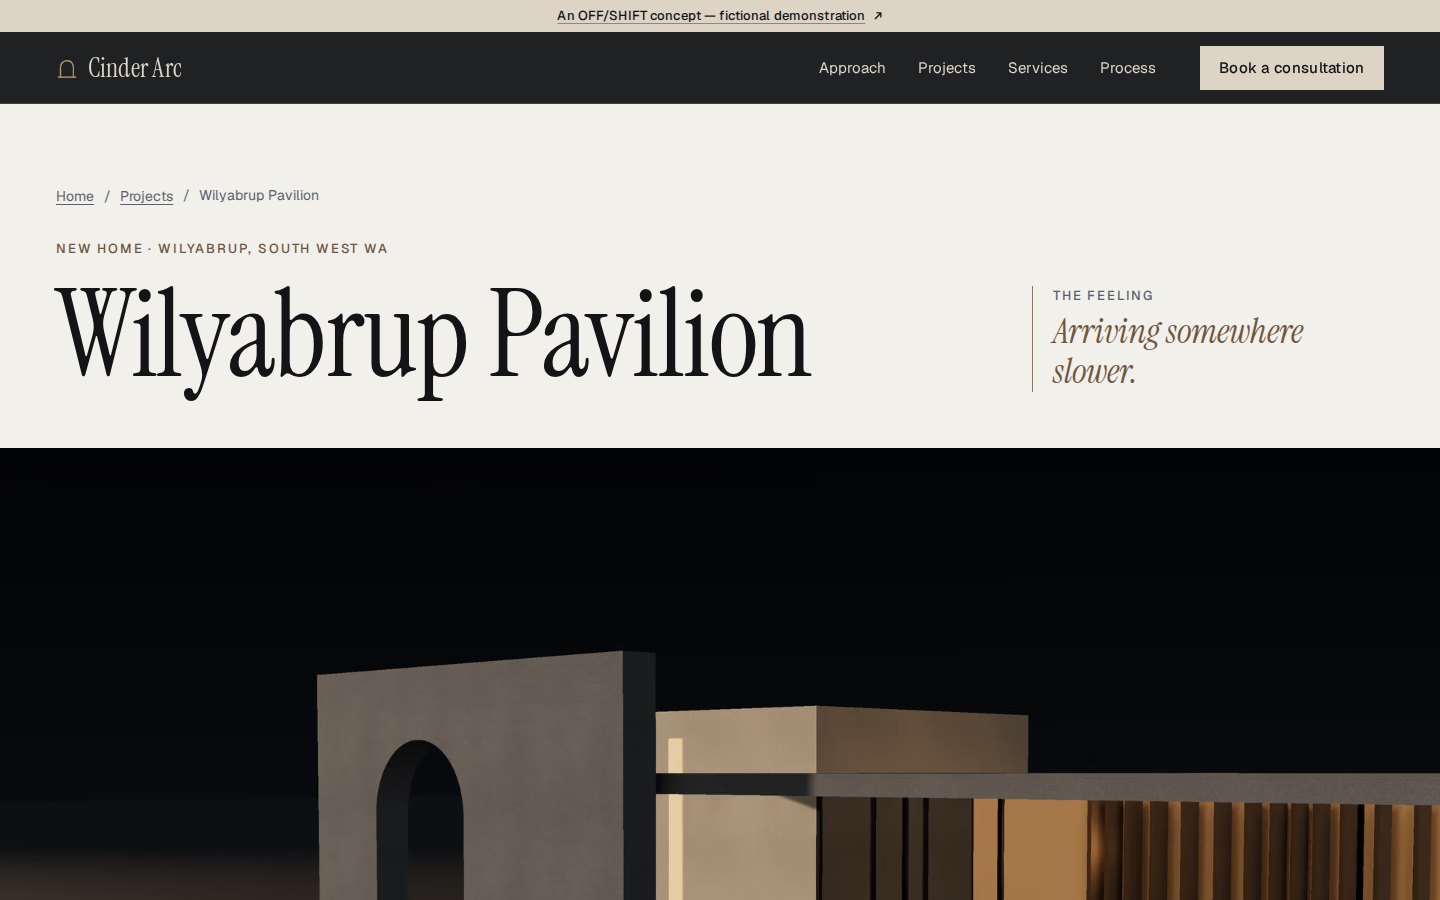 An OFF/SHIFT concept — fictional demonstration ↗
Cinder Arc
Approach Projects Services Process Book a consultation
Home / Projects / Wilyabrup Pavilion
NEW HOME · WILYABRUP, SOUTH WEST WA
Wilyabrup Pavilion
THE FEELING
Arriving somewhere
slower.